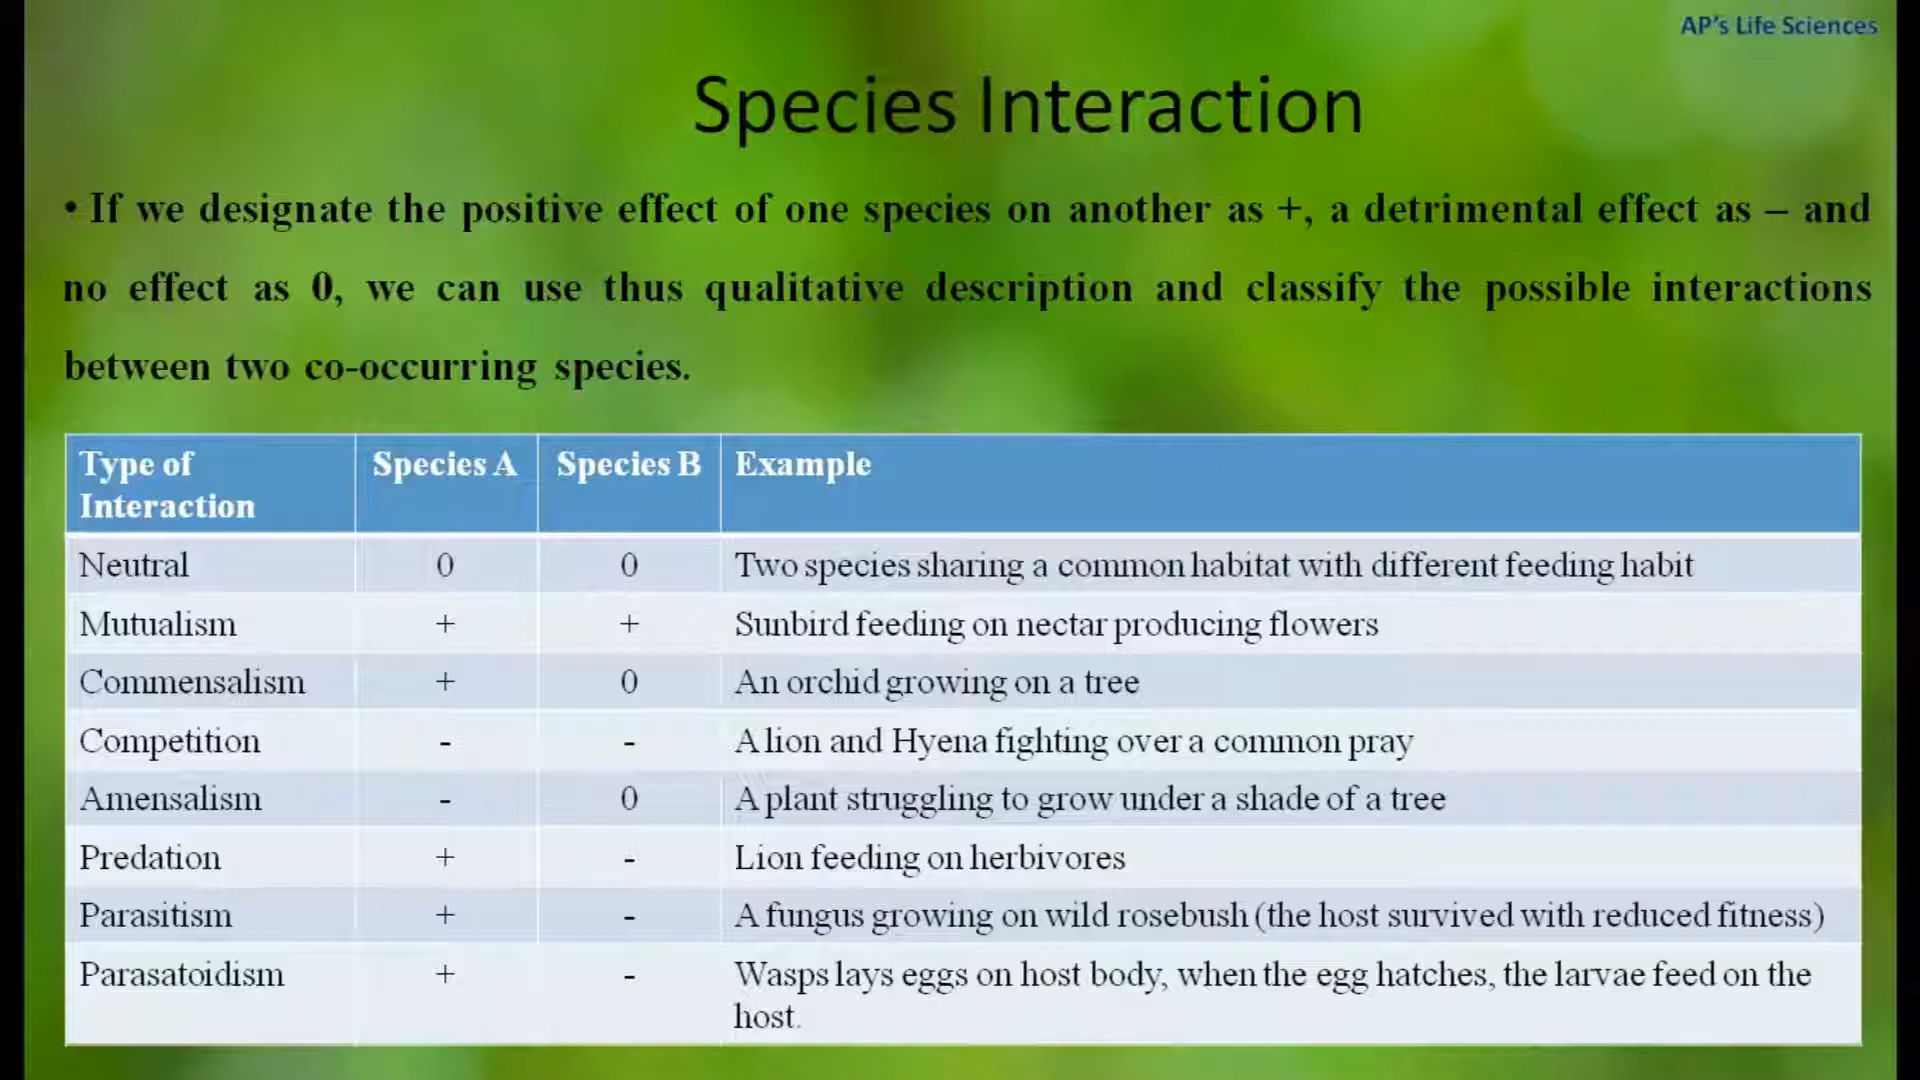 AP's Life Sciences
Species Interaction
• If we designate the positive effect of one species on another as +, a detrimental effect as – and
no effect as 0, we can use thus qualitative description and classify the possible interactions
between two co-occurring species.
Type of Interaction Species A Species B Example
Neutral 0 0 Two species sharing a common habitat with different feeding habit
Mutualism + + Sunbird feeding on nectar producing flowers
Commensalism + 0 An orchid growing on a tree
Competition - - A lion and Hyena fighting over a common pray
Amensalism - 0 A plant struggling to grow under a shade of a tree
Predation + - Lion feeding on herbivores
Parasitism + - A fungus growing on wild rosebush (the host survived with reduced fitness)
Parasatoidism + - Wasps lays eggs on host body, when the egg hatches, the larvae feed on the
host.